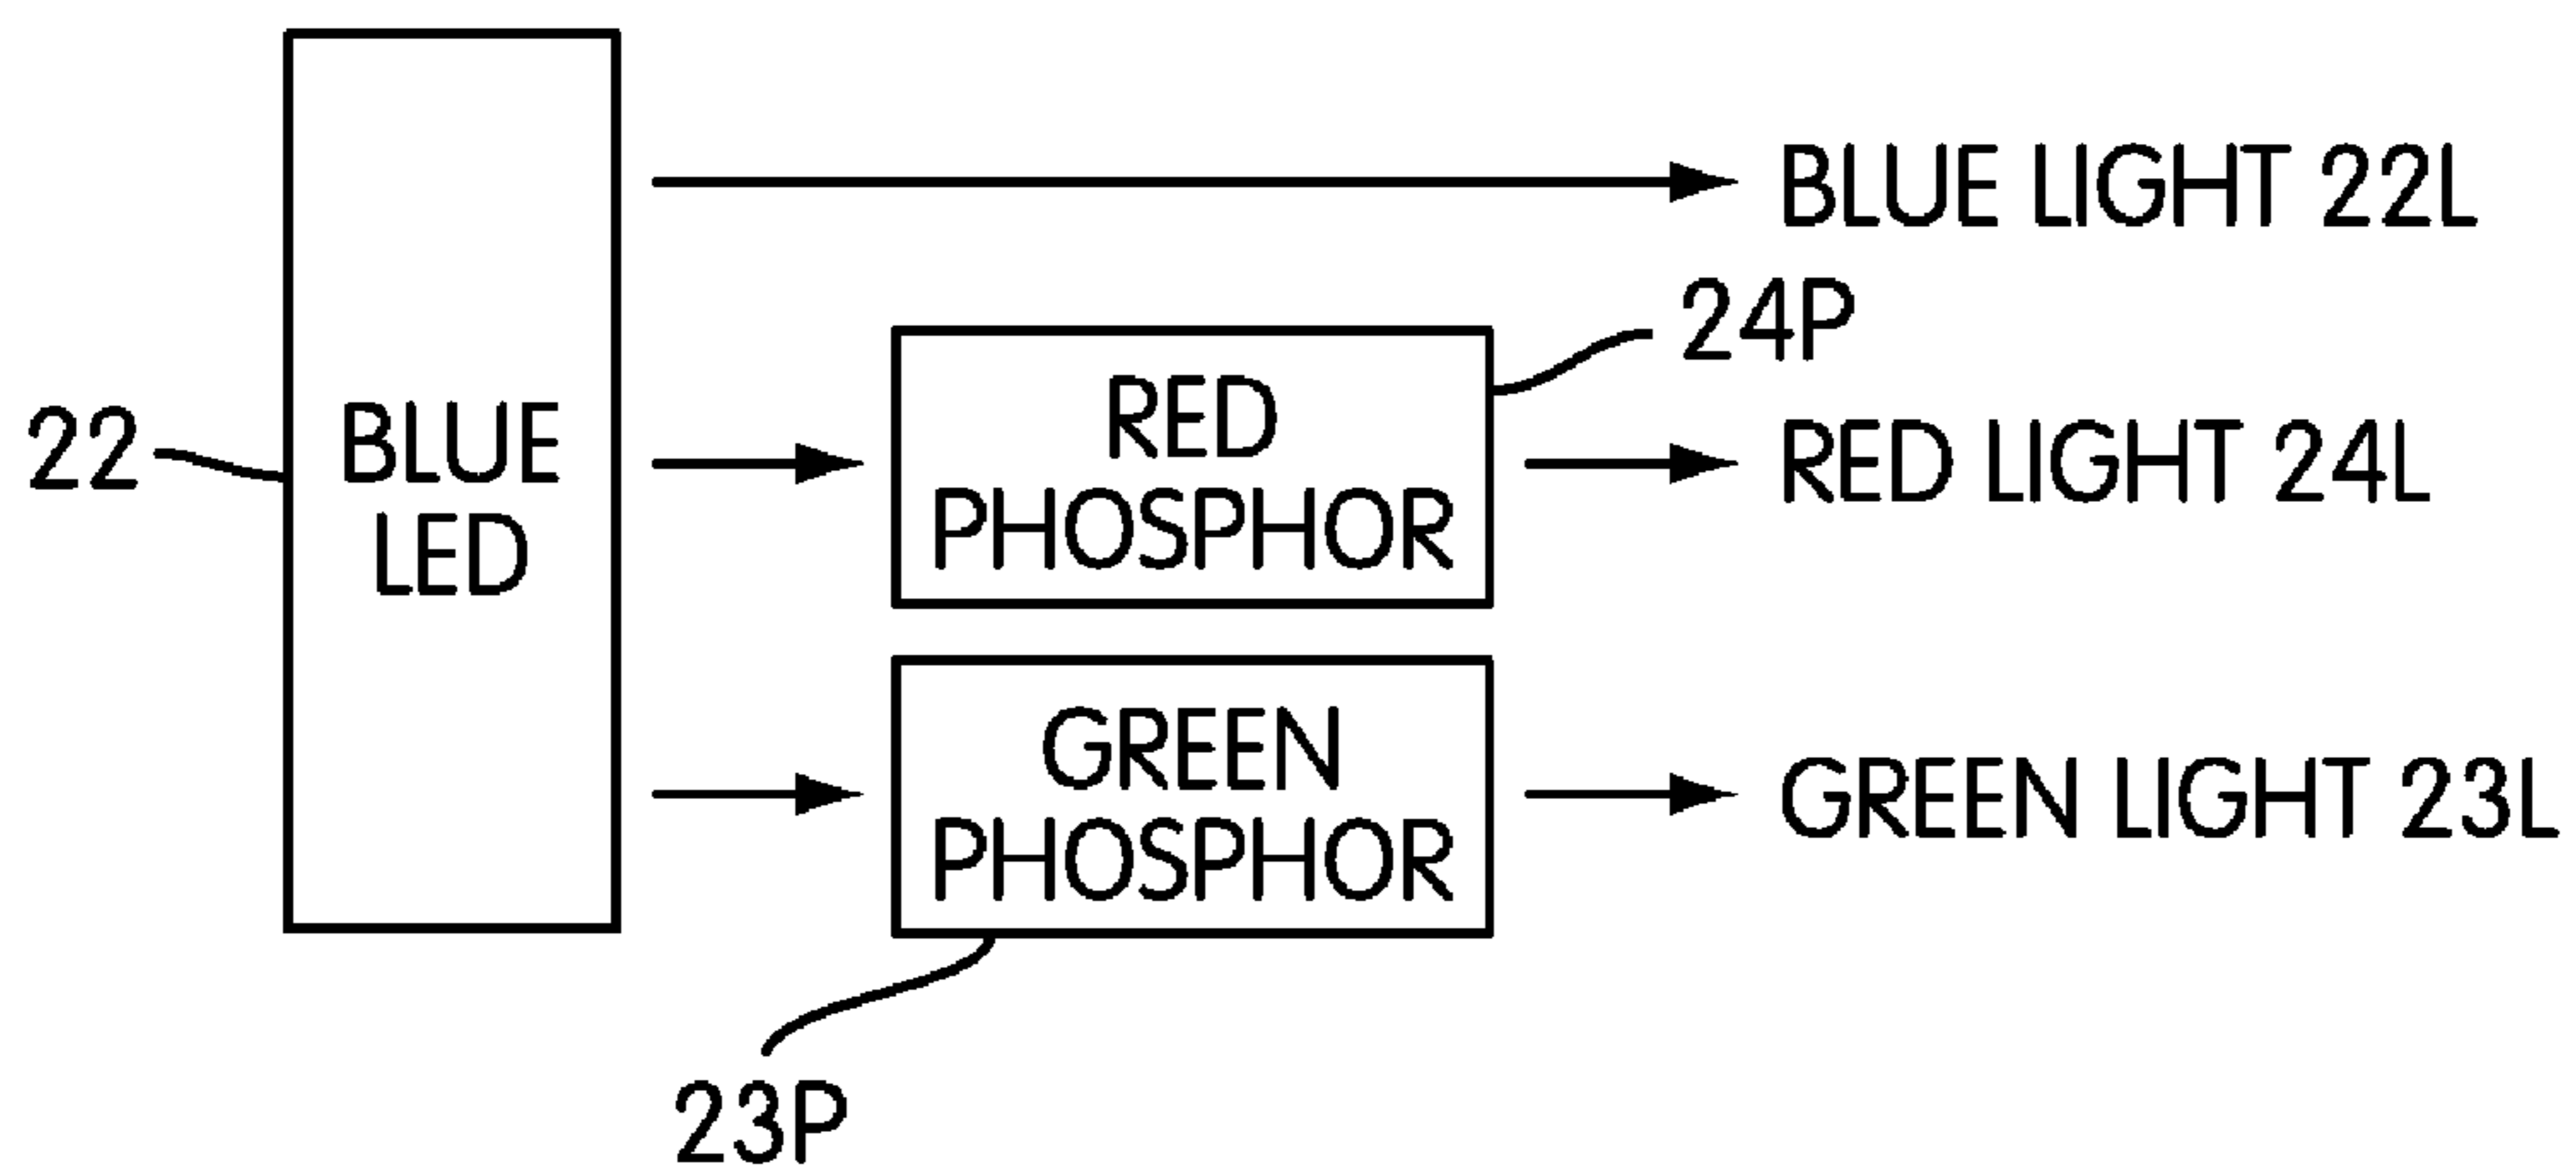 BLUE LIGHT 22L
24P
22
BLUE
LED
RED
PHOSPHOR
RED LIGHT 24L
GREEN
PHOSPHOR
GREEN LIGHT 23L
23P